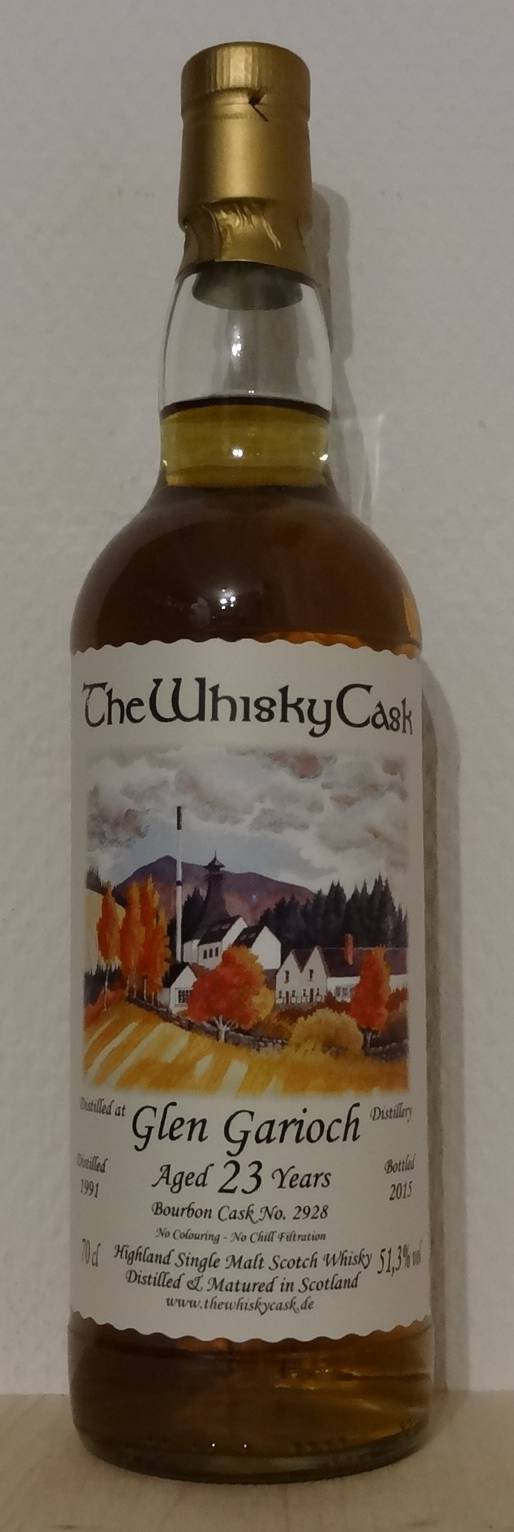 The Whisky Cask
Distilled at Glen Garioch Distillery
Aged 23 Years
Distilled 1991
Bottled 2015
Bourbon Cask No. 2928
No Colouring - No Chill Filtration
70 cl Highland Single Malt Scotch Whisky 51,3% vol
Distilled & Matured in Scotland
www.thewhiskycask.de